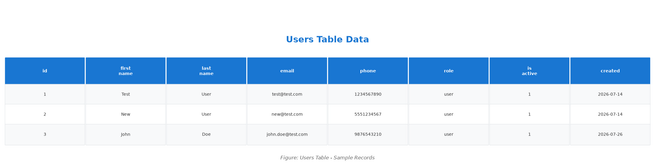 Users Table Data
id first name last name email phone role is active created
1 Test User test@test.com 1234567890 user 1 2026-07-14
2 New User new@test.com 5551234567 user 1 2026-07-14
3 John Doe john.doe@test.com 9876543210 user 1 2026-07-26
Figure: Users Table - Sample Records